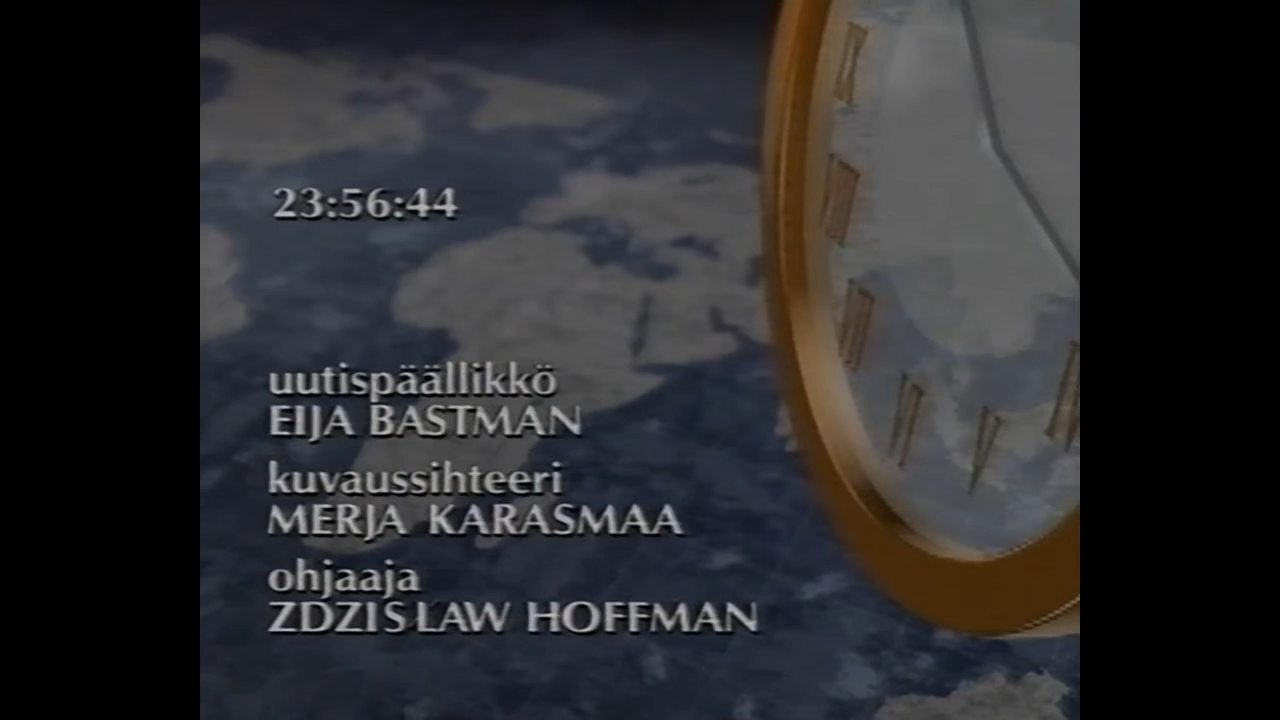 23:56:44
uutispäällikkö
EIJA BASTMAN
kuvaussihteeri
MERJA KARASMAA
ohjaaja
ZDZISŁAW HOFFMAN